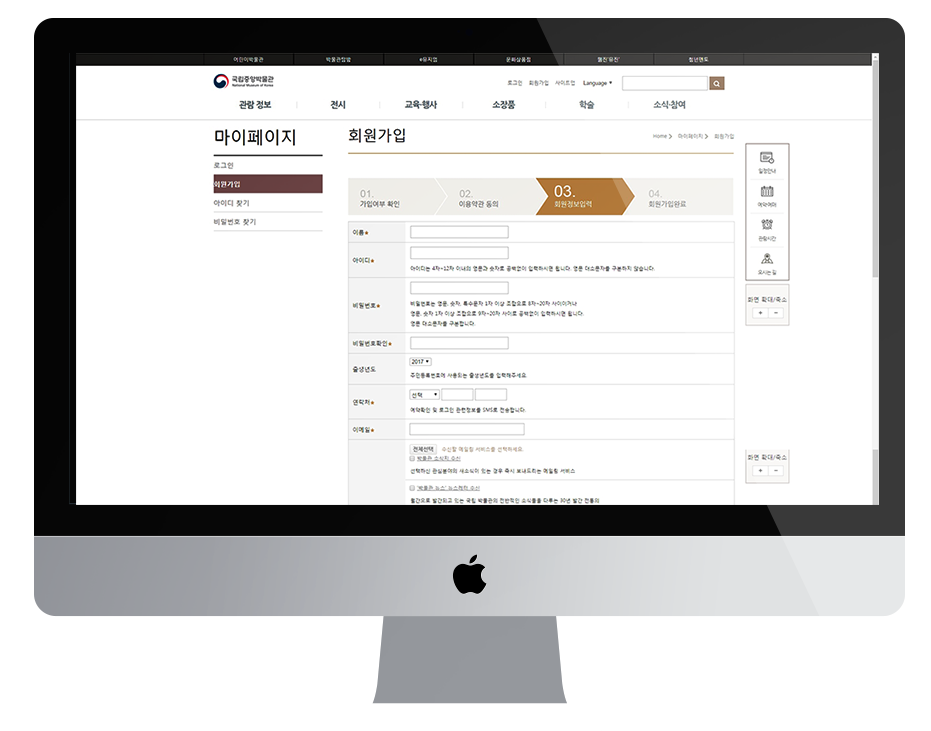 어린이박물관 박물관탐방 e뮤지엄 문화상품점 웹진'뮤진' 청년멘토
국립중앙박물관
National Museum of Korea
로그인 회원가입 사이트맵 Language
관람 정보 전시 교육·행사 소장품 학술 소식·참여
마이페이지
로그인
회원가입
아이디 찾기
비밀번호 찾기
회원가입
Home > 마이페이지 > 회원가입
01. 가입여부 확인
02. 이용약관 동의
03. 회원정보입력
04. 회원가입완료
이름*
아이디*
아이디는 4자~12자 이내의 영문과 숫자로 공백없이 입력하시면 됩니다. 영문 대소문자를 구분하지 않습니다.
비밀번호*
비밀번호는 영문, 숫자, 특수문자 1자 이상 조합으로 8자~20자 사이이거나
영문, 숫자 1자 이상 조합으로 9자~20자 사이로 공백없이 입력하시면 됩니다.
영문 대소문자를 구분합니다.
비밀번호확인*
출생년도
2017
주민등록번호에 사용되는 출생년도를 입력해주세요
연락처*
선택
예약확인 및 로그인 관련정보를 SMS로 전송합니다.
이메일*
전체선택 수신할 메일링 서비스를 선택하세요.
박물관 소식지 수신
선택하신 관심분야의 새소식이 있는 경우 즉시 보내드리는 메일링 서비스
'박물관 뉴스' 뉴스레터 수신
월간으로 발간되고 있는 국립 박물관의 전반적인 소식들을 다루는 30년 발간 전통의
일정안내
예약예매
관람시간
오시는길
화면 확대/축소
+ -
화면 확대/축소
+ -